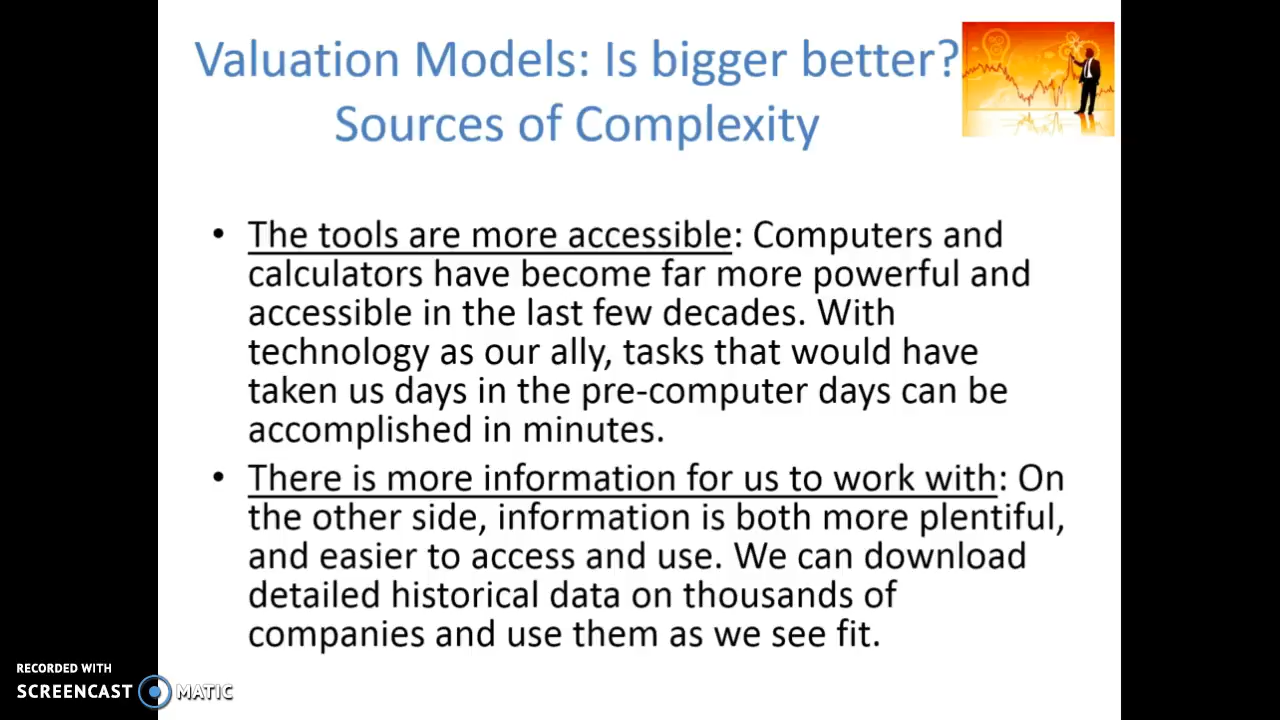 Valuation Models: Is bigger better?
Sources of Complexity
• The tools are more accessible: Computers and
calculators have become far more powerful and
accessible in the last few decades. With
technology as our ally, tasks that would have
taken us days in the pre-computer days can be
accomplished in minutes.
• There is more information for us to work with: On
the other side, information is both more plentiful,
and easier to access and use. We can download
detailed historical data on thousands of
companies and use them as we see fit.
RECORDED WITH
SCREENCAST MATIC